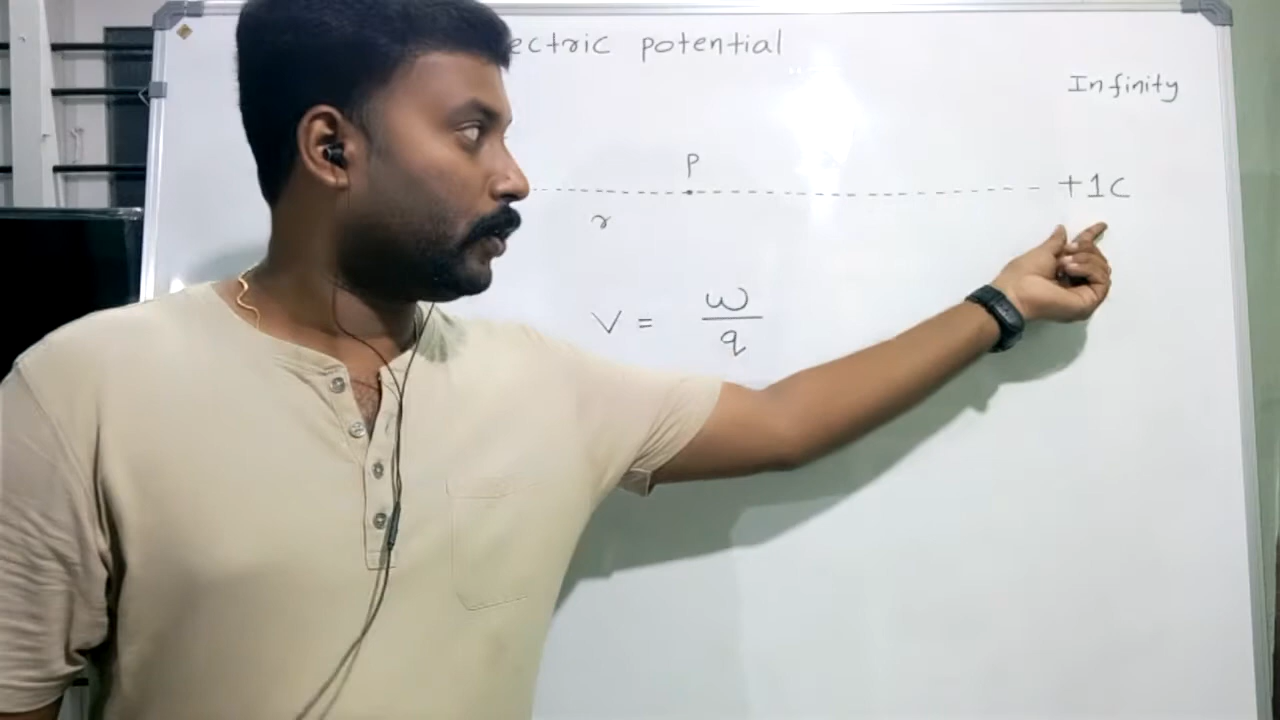 ectric potential
Infinity
P
+1C
r
V = W/q